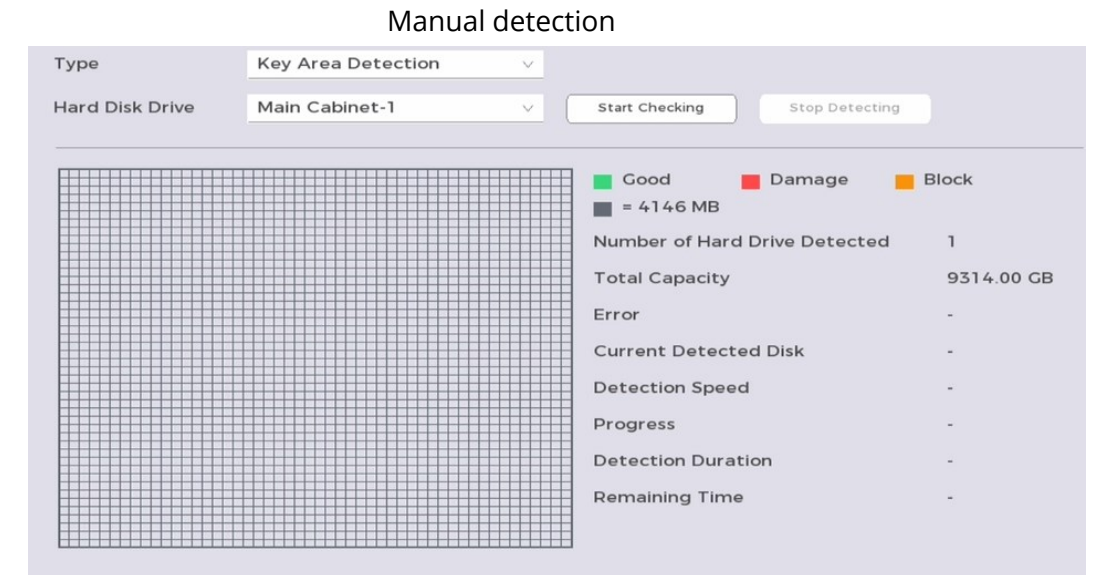 Manual detection
Type Key Area Detection
Hard Disk Drive Main Cabinet-1 Start Checking Stop Detecting
Good Damage Block
= 4146 MB
Number of Hard Drive Detected 1
Total Capacity 9314.00 GB
Error -
Current Detected Disk -
Detection Speed -
Progress -
Detection Duration -
Remaining Time -